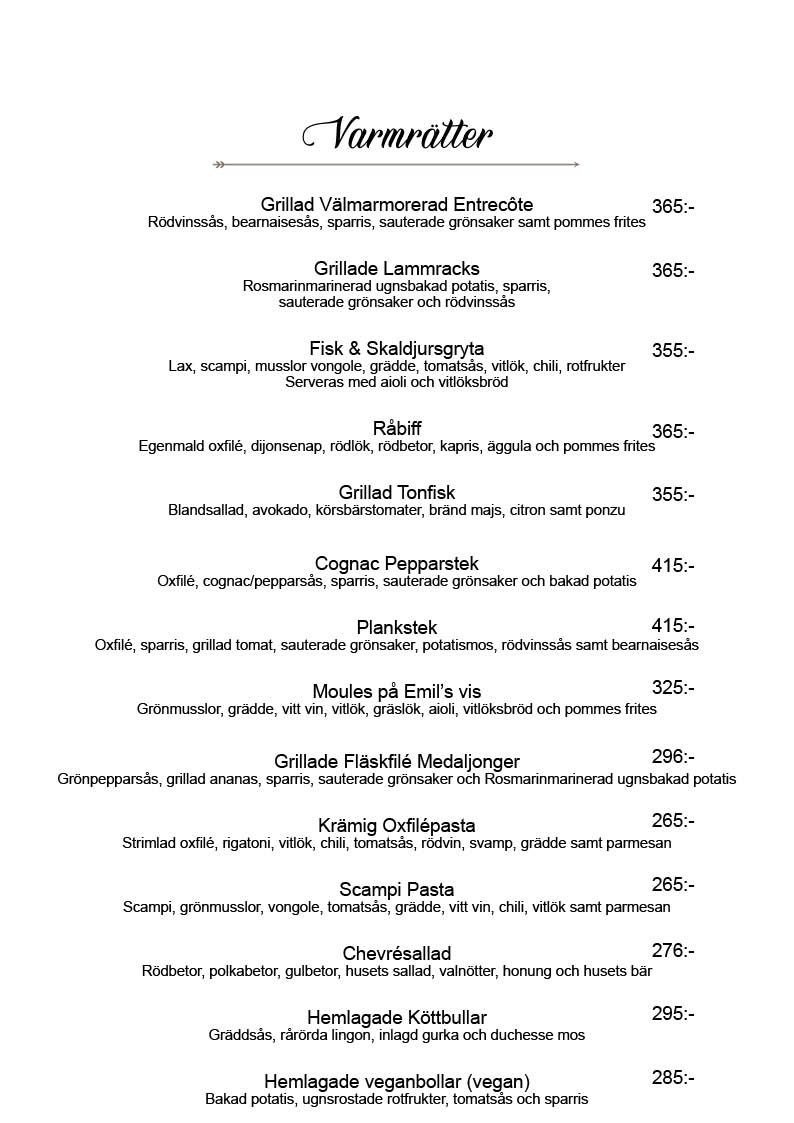 Varmrätter
Grillad Välmarmorerad Entrecôte 365:-
Rödvinssås, bearnaisesås, sparris, sauterade grönsaker samt pommes frites
Grillade Lammracks 365:-
Rosmarinmarinerad ugnsbakad potatis, sparris,
sauterade grönsaker och rödvinssås
Fisk & Skaldjursgryta 355:-
Lax, scampi, musslor vongole, grädde, tomatsås, vitlök, chili, rotfrukter
Serveras med aioli och vitlöksbröd
Råbiff 365:-
Egenmald oxfilé, dijonsenap, rödlök, rödbetor, kapris, äggula och pommes frites
Grillad Tonfisk 355:-
Blandsallad, avokado, körsbärstomater, bränd majs, citron samt ponzu
Cognac Pepparstek 415:-
Oxfilé, cognac/pepparsås, sparris, sauterade grönsaker och bakad potatis
Plankstek 415:-
Oxfilé, sparris, grillad tomat, sauterade grönsaker, potatismos, rödvinssås samt bearnaisesås
Moules på Emil’s vis 325:-
Grönmusslor, grädde, vitt vin, vitlök, gräslök, aioli, vitlöksbröd och pommes frites
Grillade Fläskfilé Medaljonger 296:-
Grönpepparsås, grillad ananas, sparris, sauterade grönsaker och Rosmarinmarinerad ugnsbakad potatis
Krämig Oxfilépasta 265:-
Strimlad oxfilé, rigatoni, vitlök, chili, tomatsås, rödvin, svamp, grädde samt parmesan
Scampi Pasta 265:-
Scampi, grönmusslor, vongole, tomatsås, grädde, vitt vin, chili, vitlök samt parmesan
Chevrésallad 276:-
Rödbetor, polkabetor, gulbetor, husets sallad, valnötter, honung och husets bär
Hemlagade Köttbullar 295:-
Gräddsås, rårörda lingon, inlagd gurka och duchesse mos
Hemlagade veganbollar (vegan) 285:-
Bakad potatis, ugnsrostade rotfrukter, tomatsås och sparris